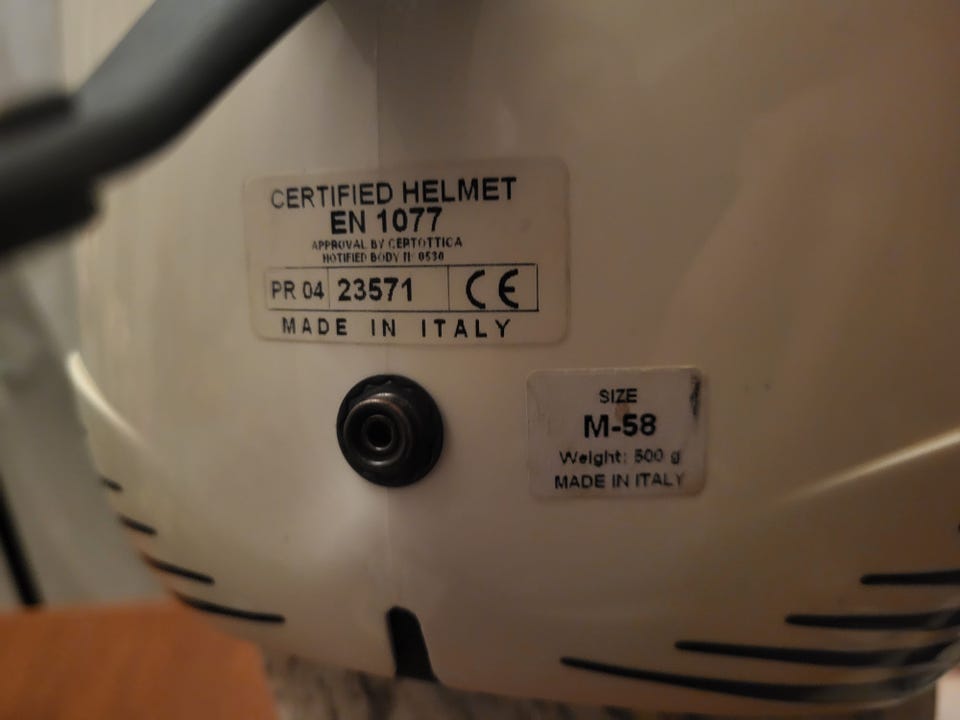 CERTIFIED HELMET
EN 1077
APPROVAL BY CERTOTTICA
NOTIFIED BODY N° 0530
PR 04 23571 CE
MADE IN ITALY
SIZE
M-58
Weight: 500 g
MADE IN ITALY